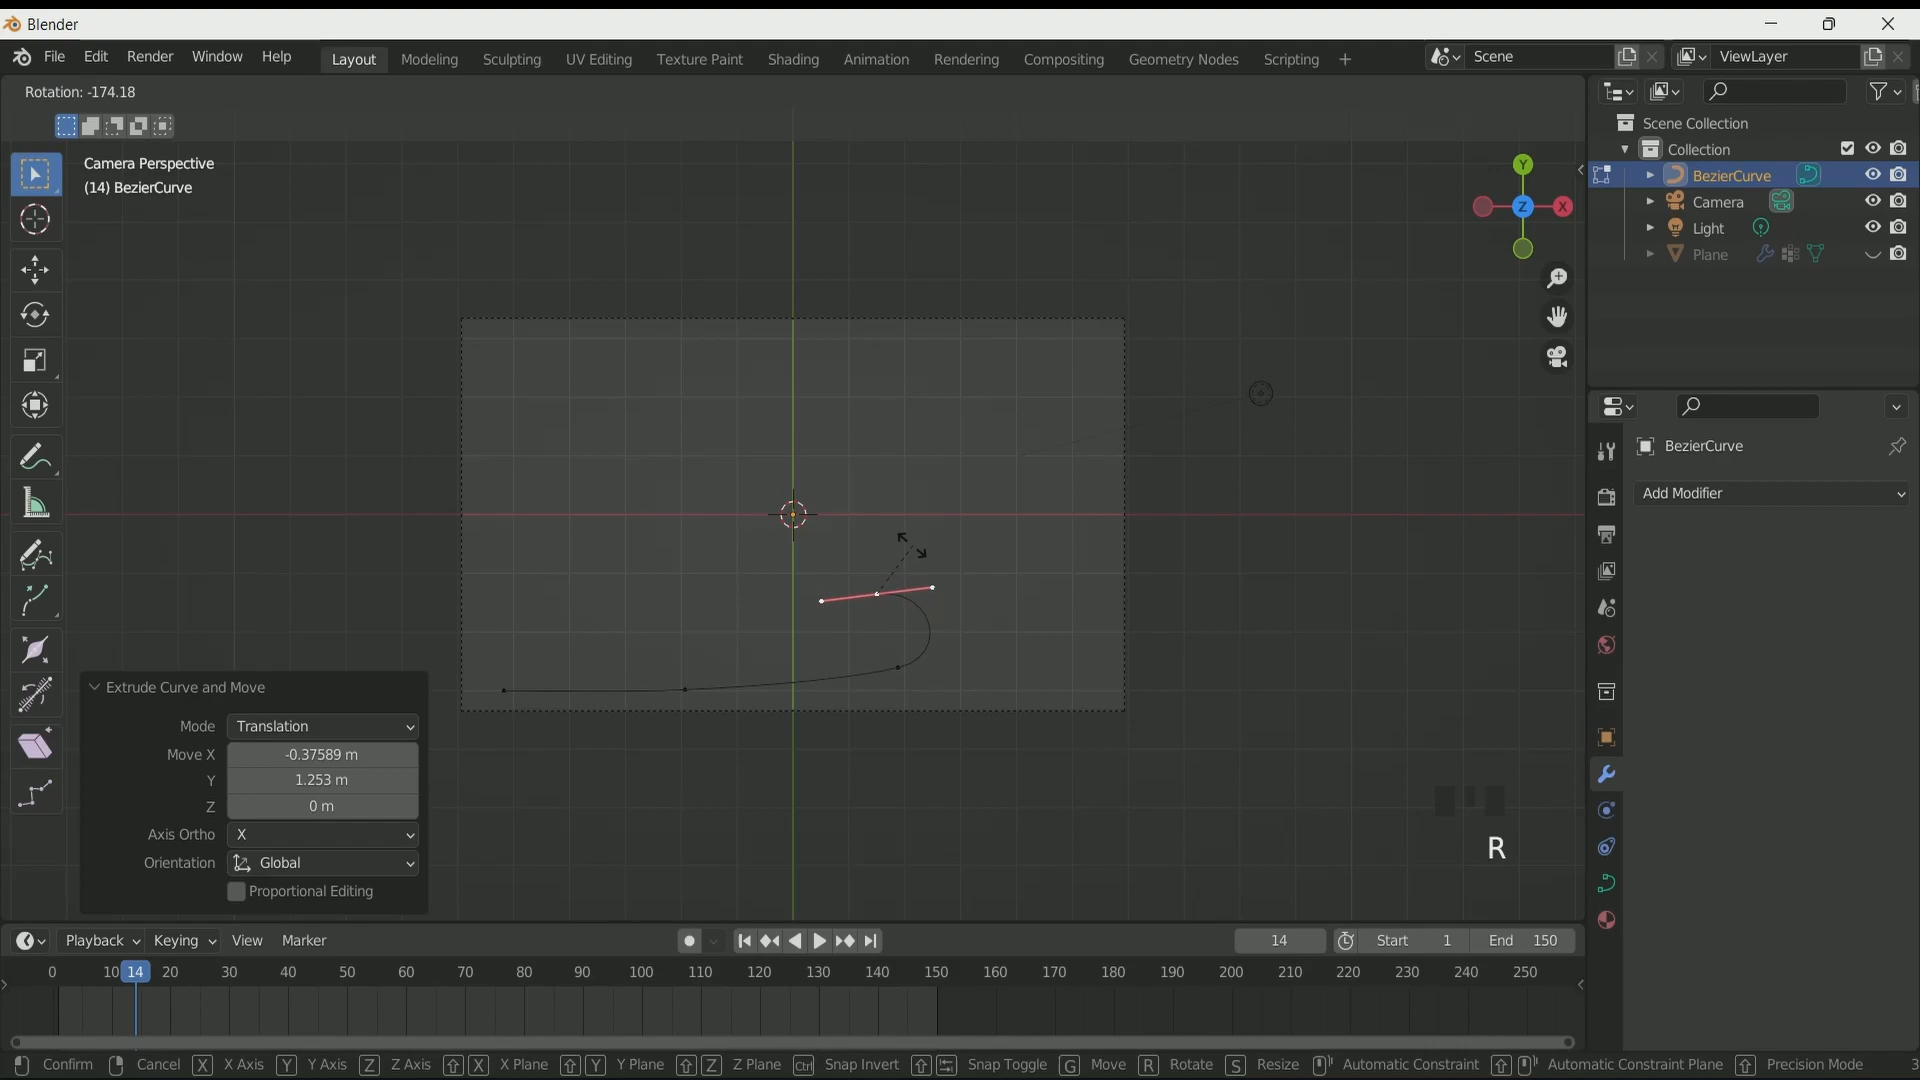 Blender
File Edit Render Window Help Layout Modeling Sculpting UV Editing Texture Paint Shading Animation Rendering Compositing Geometry Nodes Scripting + Scene ViewLayer
Rotation: -174.18
Camera Perspective
(14) BezierCurve
Y
Z
X
Scene Collection
Collection
BezierCurve
Camera
Light
Plane
BezierCurve
Add Modifier
Extrude Curve and Move
Mode Translation
Move X -0.37589 m
Y 1.253 m
Z 0 m
Axis Ortho X
Orientation Global
Proportional Editing
R
Playback Keying View Marker 14 Start 1 End 150
0 10 14 20 30 40 50 60 70 80 90 100 110 120 130 140 150 160 170 180 190 200 210 220 230 240 250
Confirm Cancel X X Axis Y Y Axis Z Z Axis X X Plane Y Y Plane Z Z Plane Ctrl Snap Invert Snap Toggle G Move R Rotate S Resize Automatic Constraint Automatic Constraint Plane Precision Mode 3